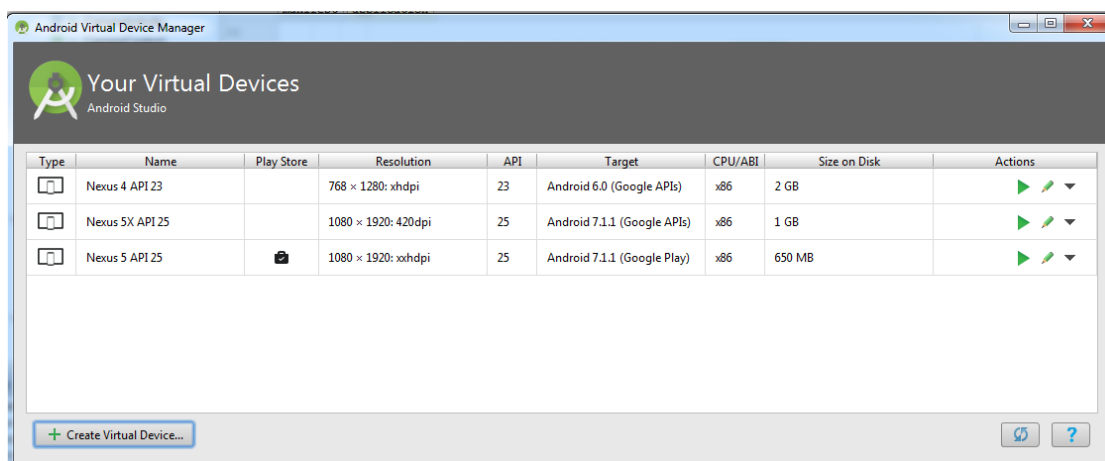 Android Virtual Device Manager
Your Virtual Devices
Android Studio
Type Name Play Store Resolution API Target CPU/ABI Size on Disk Actions
Nexus 4 API 23 768 × 1280: xhdpi 23 Android 6.0 (Google APIs) x86 2 GB
Nexus 5X API 25 1080 × 1920: 420dpi 25 Android 7.1.1 (Google APIs) x86 1 GB
Nexus 5 API 25 1080 × 1920: xxhdpi 25 Android 7.1.1 (Google Play) x86 650 MB
+ Create Virtual Device... ?